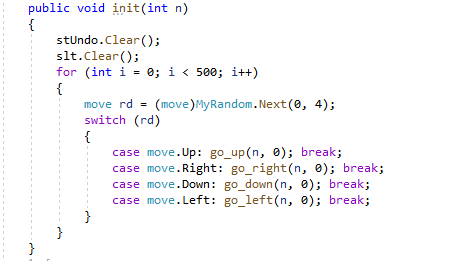 public void init(int n)
{
stUndo.Clear();
slt.Clear();
for (int i = 0; i < 500; i++)
{
move rd = (move)MyRandom.Next(0, 4);
switch (rd)
{
case move.Up: go_up(n, 0); break;
case move.Right: go_right(n, 0); break;
case move.Down: go_down(n, 0); break;
case move.Left: go_left(n, 0); break;
}
}
}